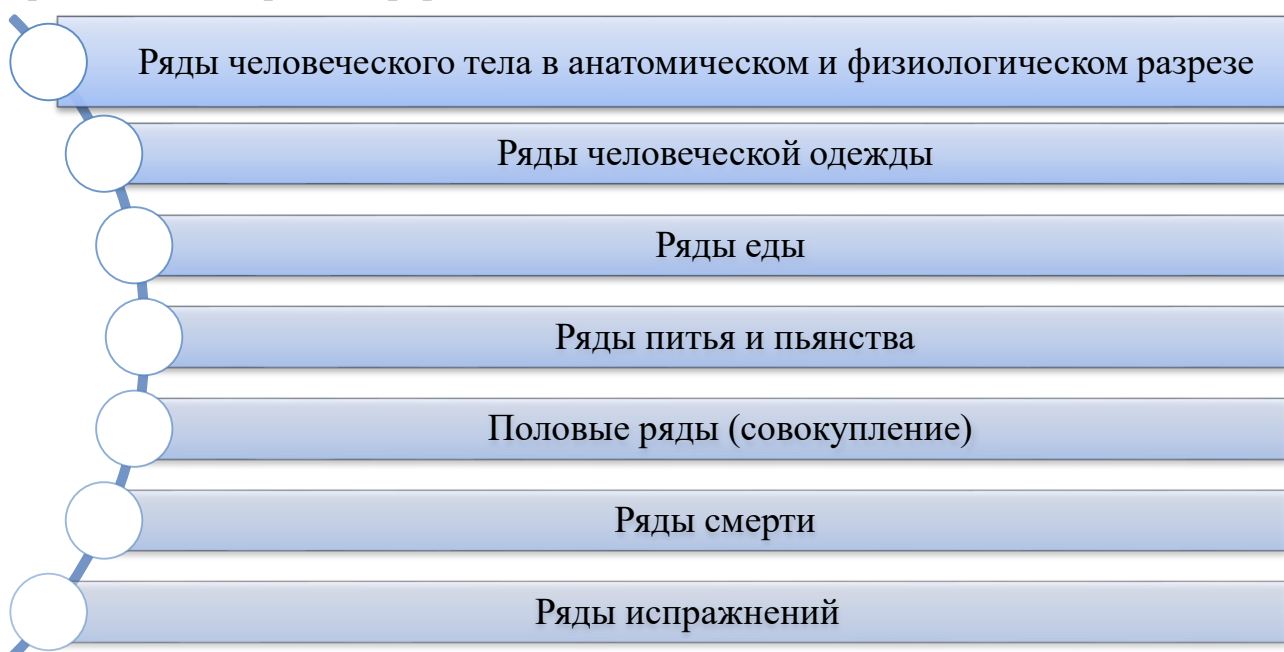 Ряды человеческого тела в анатомическом и физиологическом разрезе
Ряды человеческой одежды
Ряды еды
Ряды питья и пьянства
Половые ряды (совокупление)
Ряды смерти
Ряды испражнений